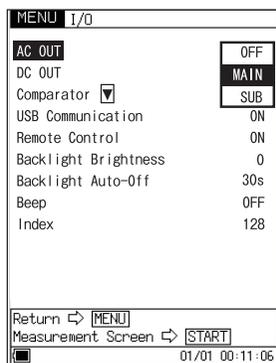 MENU I/O
AC OUT OFF
DC OUT MAIN
Comparator ▼ SUB
USB Communication ON
Remote Control ON
Backlight Brightness 0
Backlight Auto-Off 30s
Beep OFF
Index 128
Return ⇨ MENU
Measurement Screen ⇨ START
01/01 00:11:06